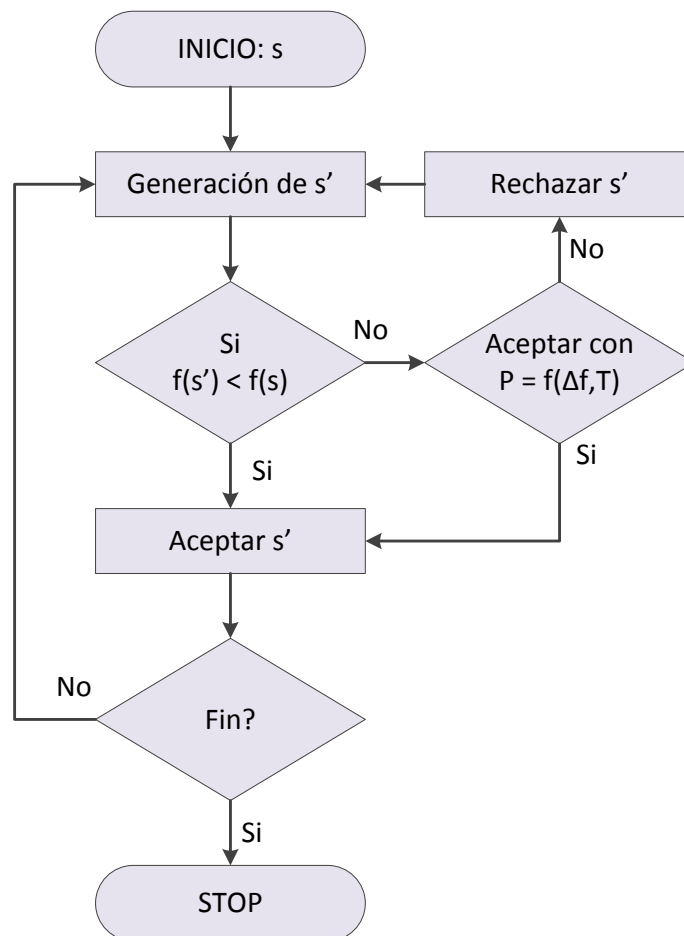 INICIO: s
Generación de s’
Rechazar s’
No
Si
f(s’) < f(s)
No
Aceptar con
P = f(Δf,T)
Si
Si
Aceptar s’
No
Fin?
Si
STOP